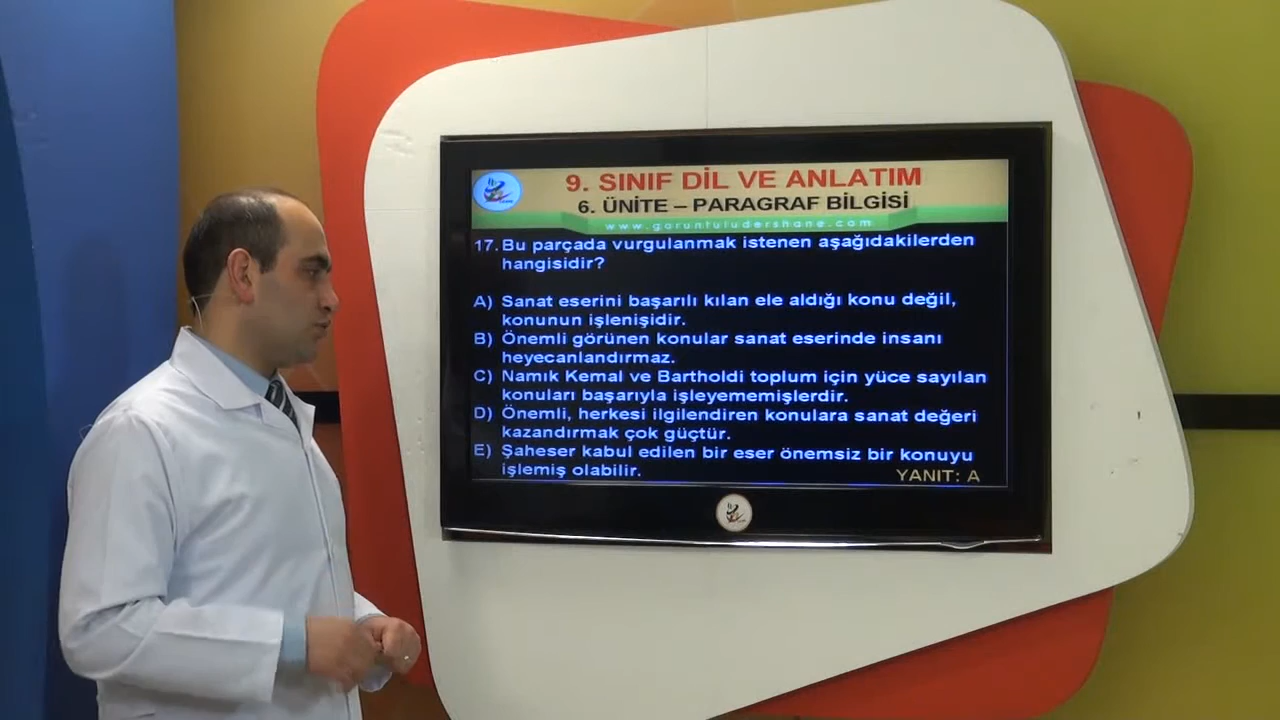 9. SINIF DİL VE ANLATIM
6. ÜNİTE – PARAGRAF BİLGİSİ
www.goruntuludershane.com
17. Bu parçada vurgulanmak istenen aşağıdakilerden
hangisidir?
A) Sanat eserini başarılı kılan ele aldığı konu değil,
konunun işlenişidir.
B) Önemli görünen konular sanat eserinde insanı
heyecanlandırmaz.
C) Namık Kemal ve Bartholdi toplum için yüce sayılan
konuları başarıyla işleyememişlerdir.
D) Önemli, herkesi ilgilendiren konulara sanat değeri
kazandırmak çok güçtür.
E) Şaheser kabul edilen bir eser önemsiz bir konuyu
işlemiş olabilir.
YANIT: A